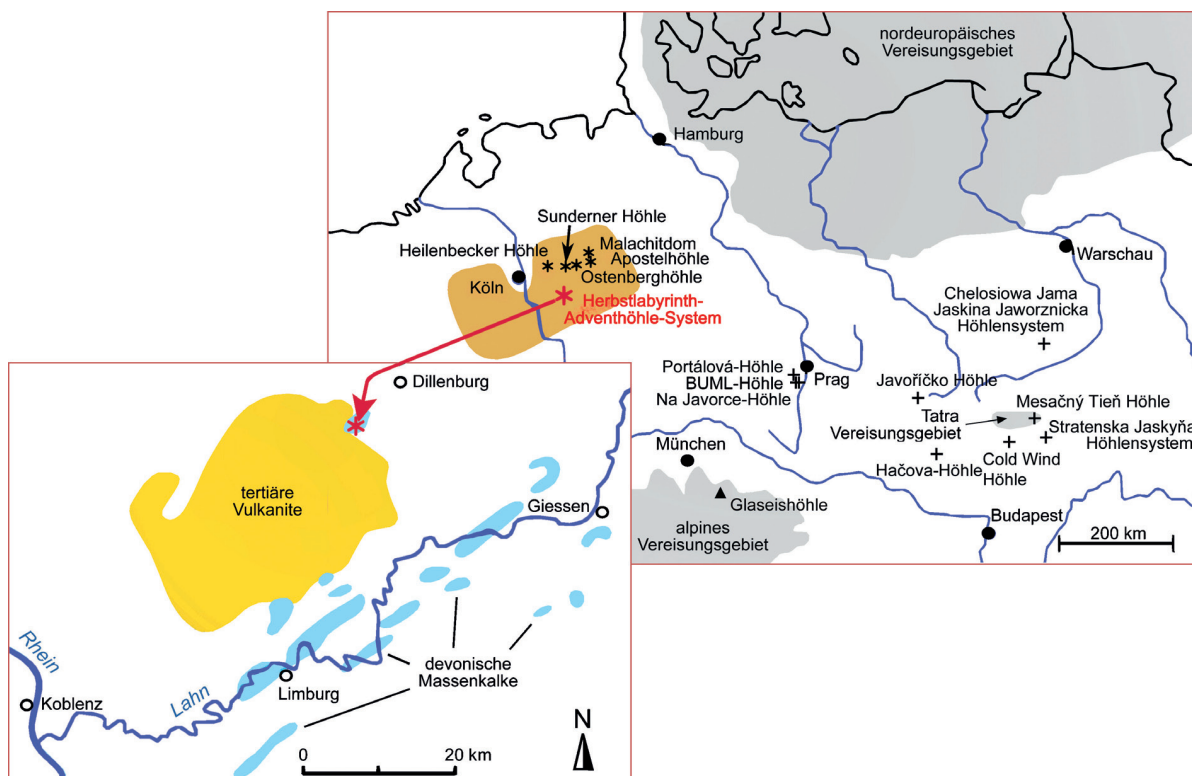 nordeuropäisches
Vereisungsgebiet
Hamburg
Sunderner Höhle
Malachitdom
Heilenbecker Höhle
Apostelhöhle
Ostenberghöhle
Köln
Herbstlabyrinth-
Adventhöhle-System
Warschau
Chelosiowa Jama
Jaskina Jaworznicka
Höhlensystem
Portálová-Höhle
BUML-Höhle
Na Javorce-Höhle
Prag
Javoříčko Höhle
Tatra
Vereisungsgebiet
Mesačný Tieň Höhle
Stratenska Jaskyňa
Höhlensystem
Cold Wind
Höhle
Hačova-Höhle
München
Glaseishöhle
alpines
Vereisungsgebiet
Budapest
200 km
Dillenburg
tertiäre
Vulkanite
Giessen
devonische
Massenkalke
Rhein
Lahn
Limburg
Koblenz
N
0
20 km